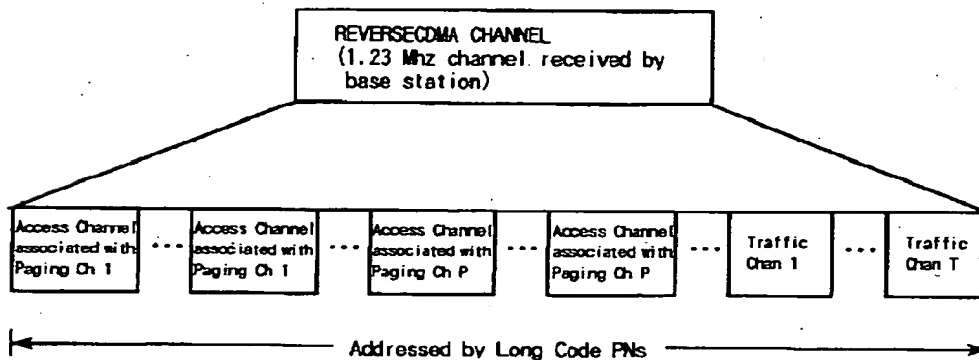 REVERSECDMA CHANNEL
(1.23 Mhz channel received by
base station)
Access Channel
associated with
Paging Ch 1
...
Access Channel
associated with
Paging Ch 1
...
Access Channel
associated with
Paging Ch P
...
Access Channel
associated with
Paging Ch P
...
Traffic
Chan 1
...
Traffic
Chan T
Addressed by Long Code PNs